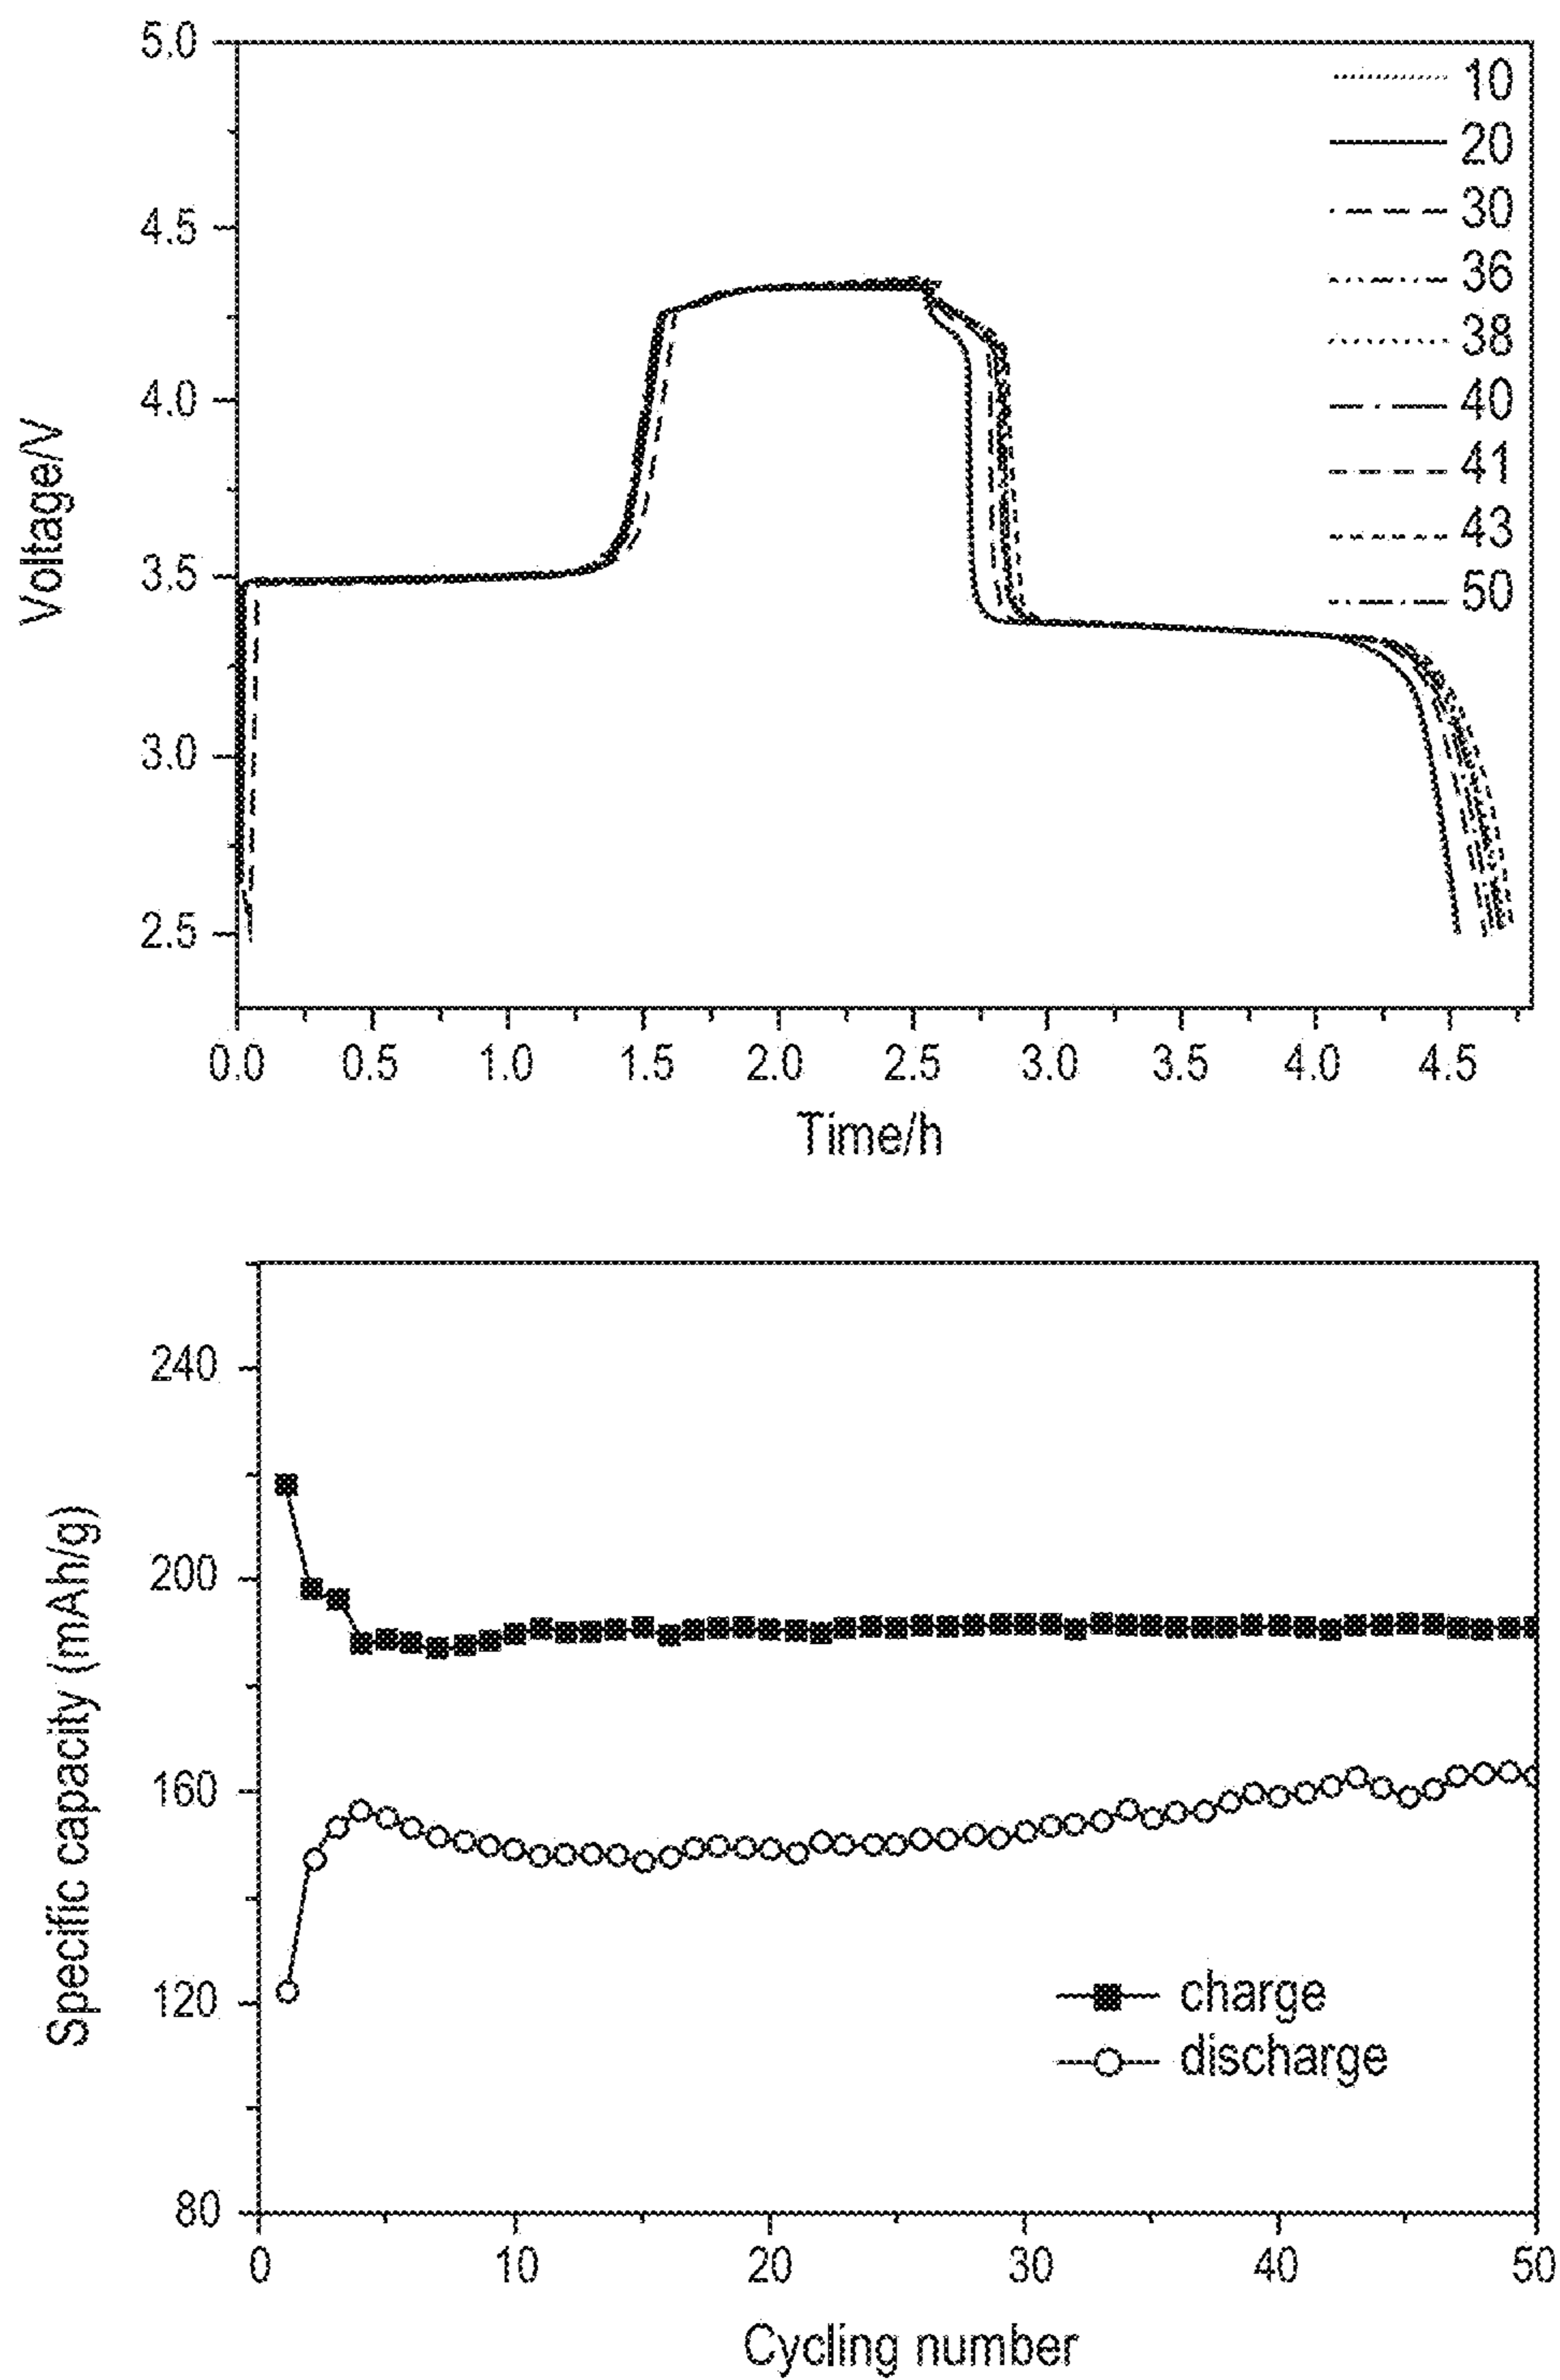 5.0
4.5
4.0
3.5
3.0
2.5
Voltage/V
10
20
30
36
38
40
41
43
50
0.0 0.5 1.0 1.5 2.0 2.5 3.0 3.5 4.0 4.5
Time/h
240
200
160
120
80
Specific capacity (mAh/g)
charge
discharge
0 10 20 30 40 50
Cycling number